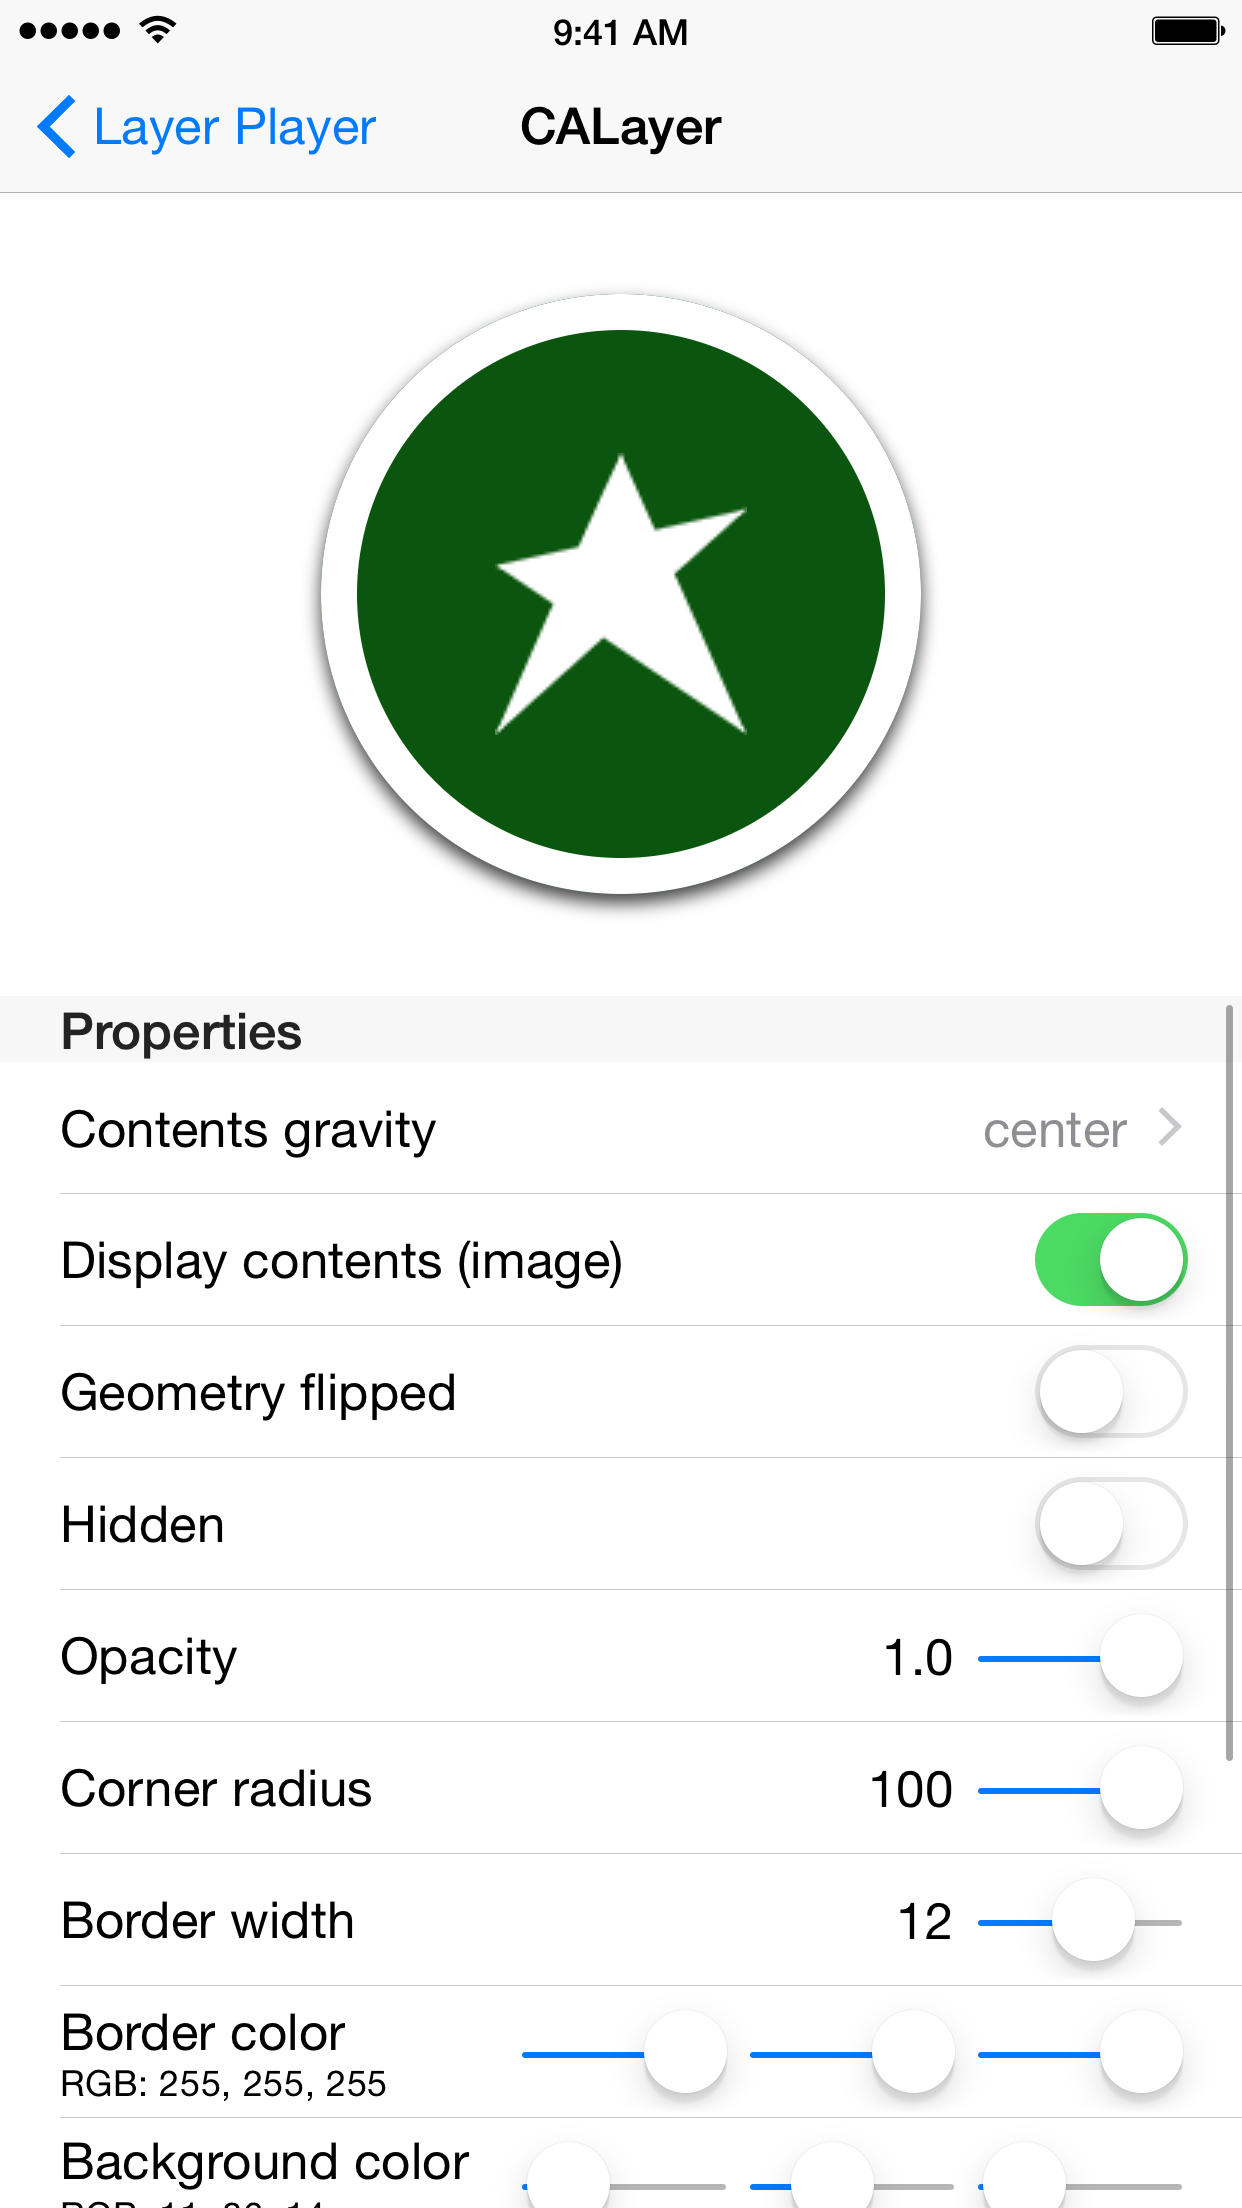 9:41 AM
Layer Player
CALayer
Properties
Contents gravity center
Display contents (image)
Geometry flipped
Hidden
Opacity 1.0
Corner radius 100
Border width 12
Border color
RGB: 255, 255, 255
Background color